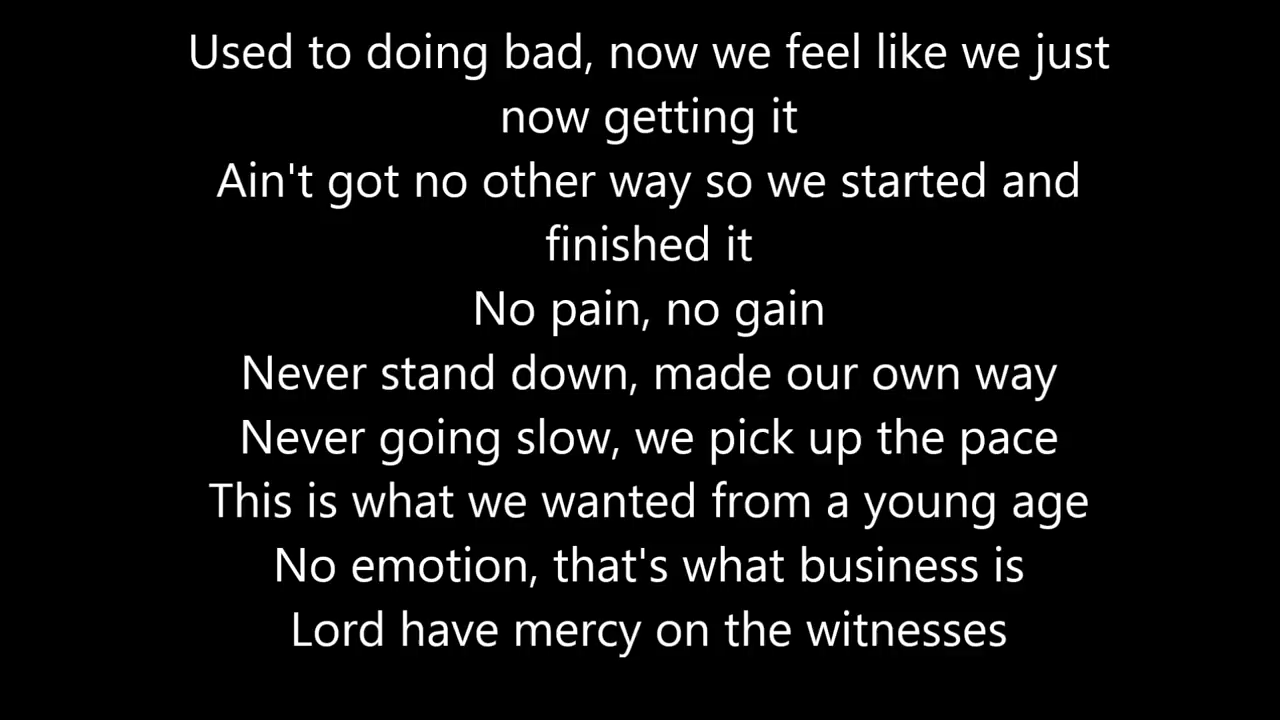 Used to doing bad, now we feel like we just
now getting it
Ain't got no other way so we started and
finished it
No pain, no gain
Never stand down, made our own way
Never going slow, we pick up the pace
This is what we wanted from a young age
No emotion, that's what business is
Lord have mercy on the witnesses